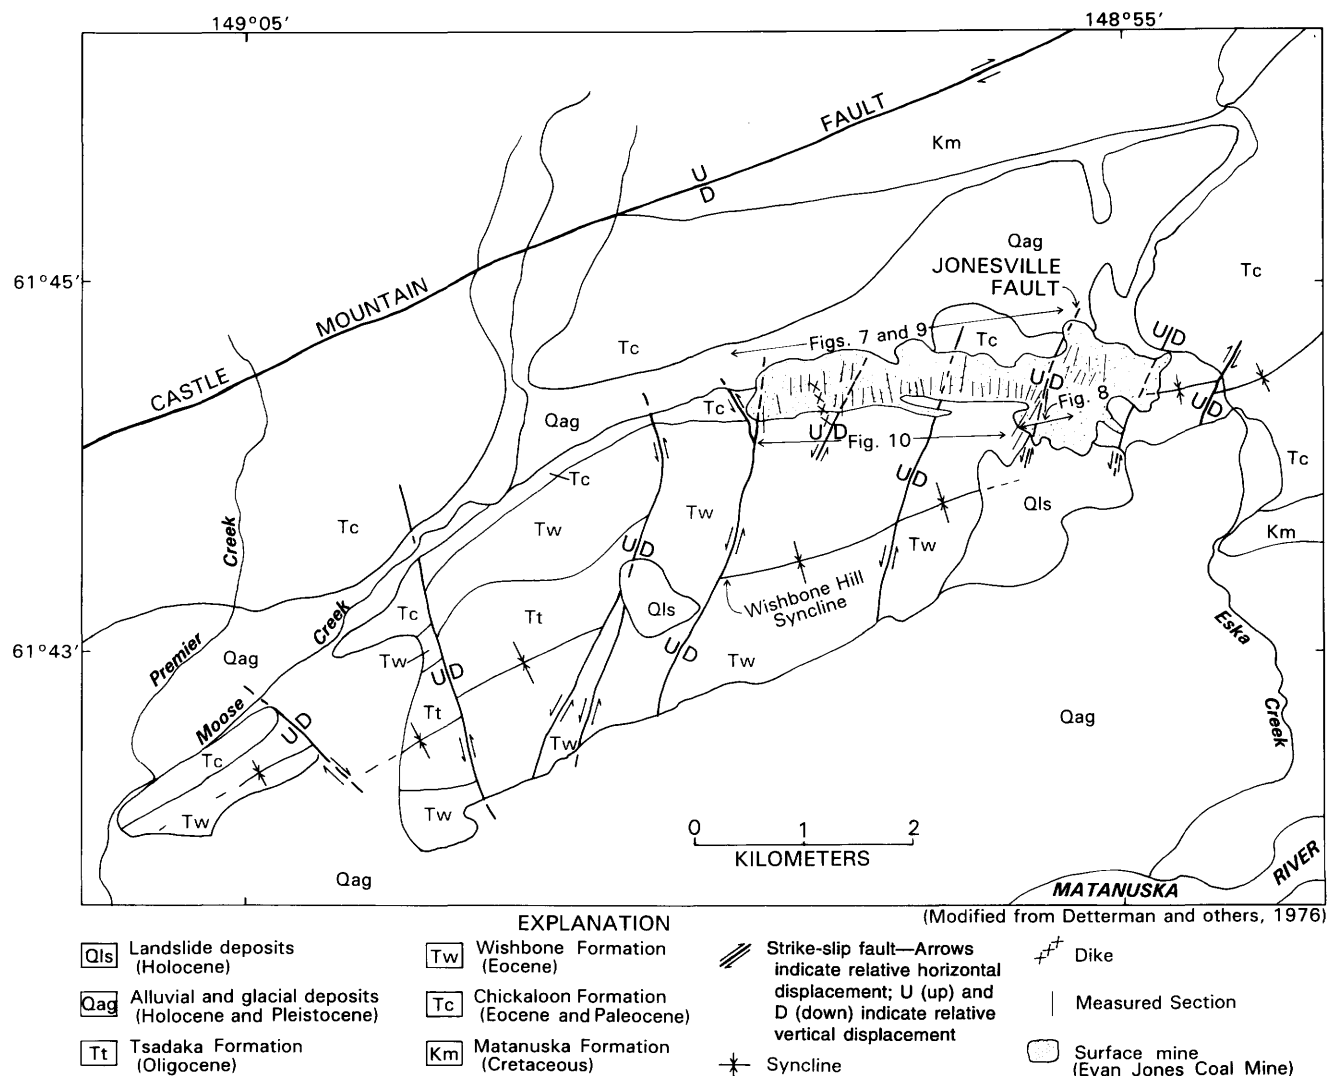 149°05′
148°55′
61°45′
61°43′
CASTLE
MOUNTAIN
FAULT
U
D
Km
Qag
JONESVILLE
FAULT
Tc
Figs. 7 and 9
Tc
Tc
U D
U D
Fig. 8
U D
Tc
Tc
Qag
U D
Fig. 10
Tc
U D
Tc
Tw
Tw
Qls
Km
Tw
U D
Wishbone Hill
Syncline
Premier
Creek
Moose
Creek
Eska
Creek
Tc
Tt
Qls
Qag
Tw
U D
U D
Tw
Tt
Qag
U D
Tc
Tw
Tw
Tw
Qag
0 1 2
KILOMETERS
MATANUSKA
RIVER
EXPLANATION
(Modified from Detterman and others, 1976)
Qls Landslide deposits
(Holocene)
Qag Alluvial and glacial deposits
(Holocene and Pleistocene)
Tt Tsadaka Formation
(Oligocene)
Tw Wishbone Formation
(Eocene)
Tc Chickaloon Formation
(Eocene and Paleocene)
Km Matanuska Formation
(Cretaceous)
Strike-slip fault—Arrows
indicate relative horizontal
displacement; U (up) and
D (down) indicate relative
vertical displacement
Syncline
Dike
Measured Section
Surface mine
(Evan Jones Coal Mine)